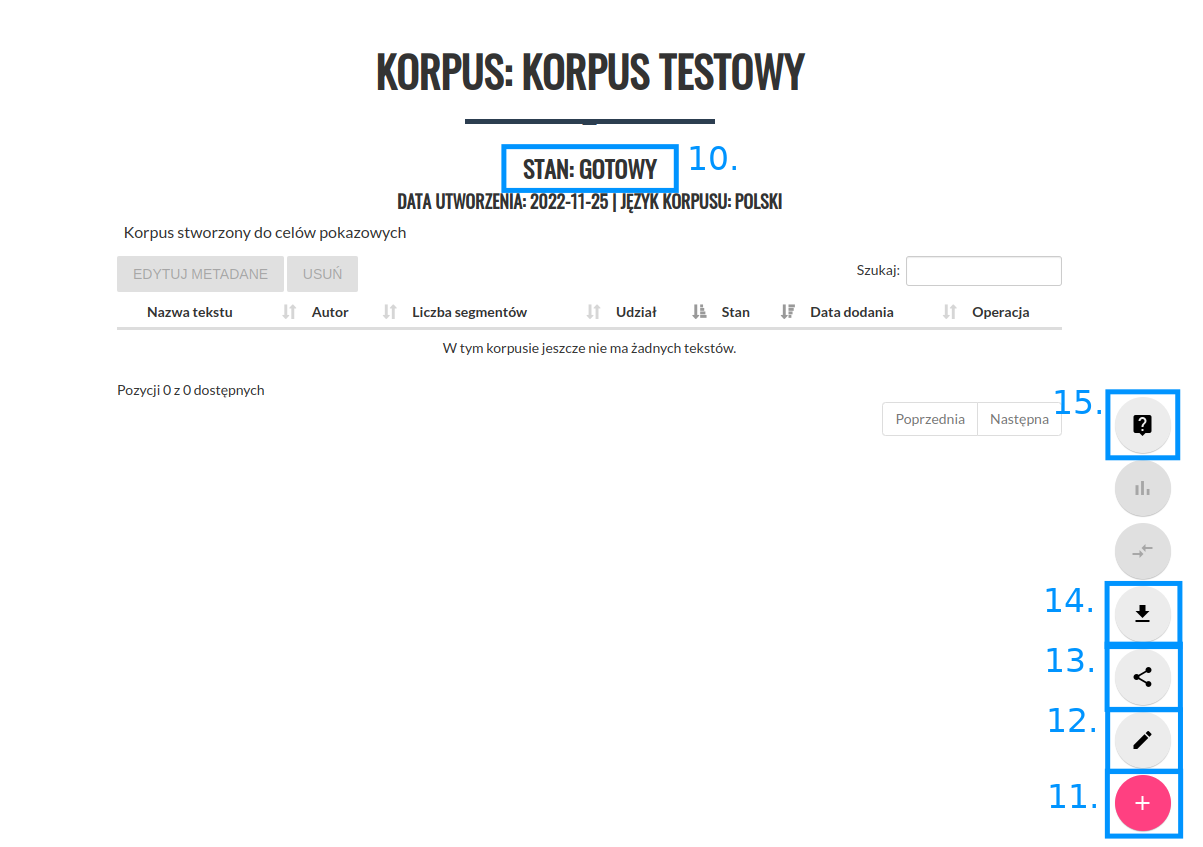 KORPUS: KORPUS TESTOWY
STAN: GOTOWY 10.
DATA UTWORZENIA: 2022-11-25 | JĘZYK KORPUSU: POLSKI
Korpus stworzony do celów pokazowych
EDYTUJ METADANE USUŃ Szukaj:
Nazwa tekstu Autor Liczba segmentów Udział Stan Data dodania Operacja
W tym korpusie jeszcze nie ma żadnych tekstów.
Pozycji 0 z 0 dostępnych
Poprzednia Następna 15.
14.
13.
12.
11.